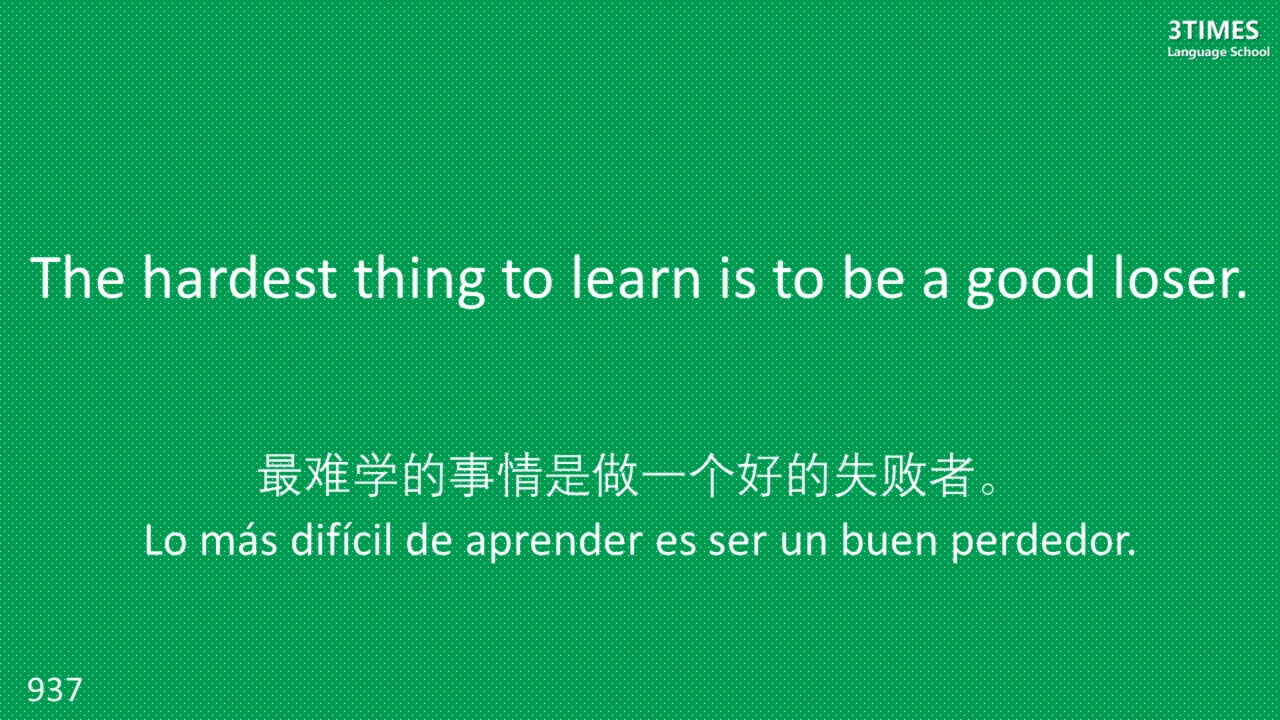 3TIMES
Language School
The hardest thing to learn is to be a good loser.
最难学的事情是做一个好的失败者。
Lo más difícil de aprender es ser un buen perdedor.
937